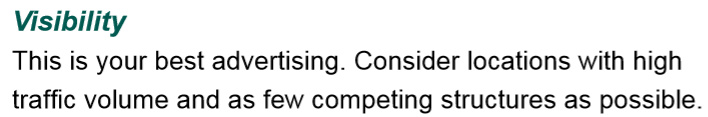 Visibility
This is your best advertising. Consider locations with high
traffic volume and as few competing structures as possible.